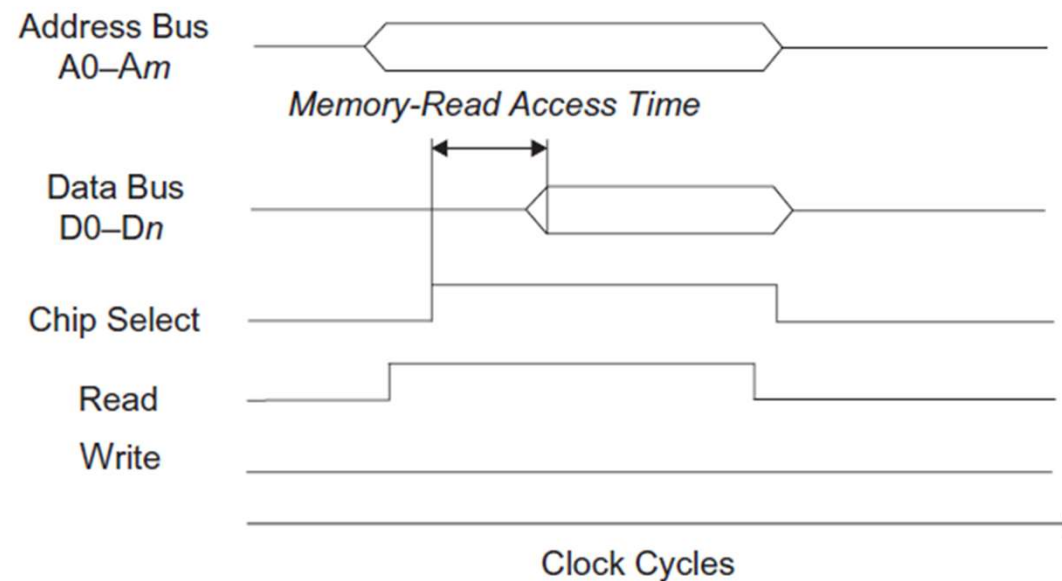 Address Bus
A0–Am
Memory-Read Access Time
Data Bus
D0–Dn
Chip Select
Read
Write
Clock Cycles